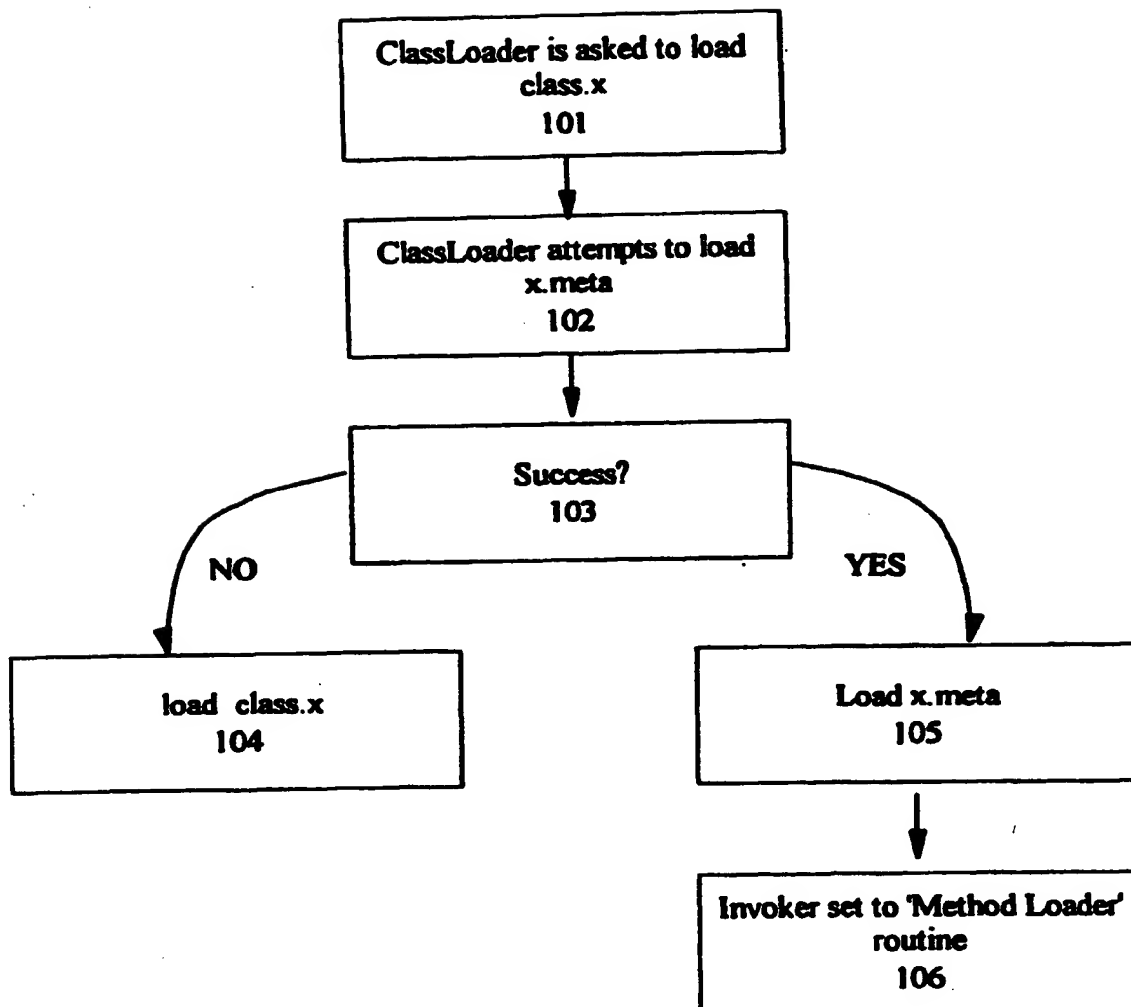 ClassLoader is asked to load
class.x
101
ClassLoader attempts to load
x.meta
102
Success?
103
NO
YES
load class.x
104
Load x.meta
105
Invoker set to 'Method Loader'
routine
106